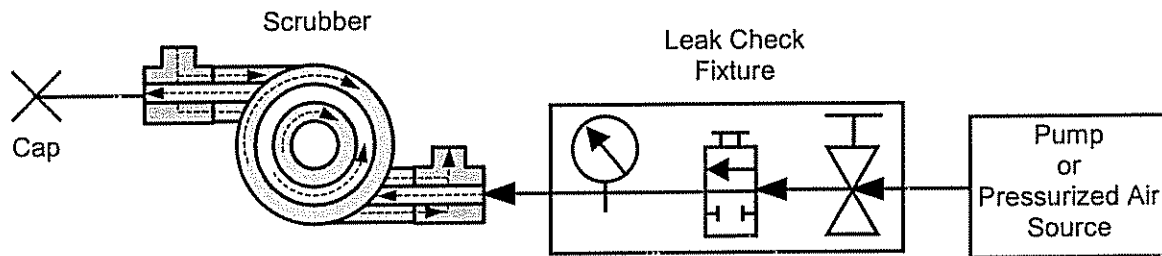 Scrubber
Leak Check
Fixture
Cap
Pump
or
Pressurized Air
Source